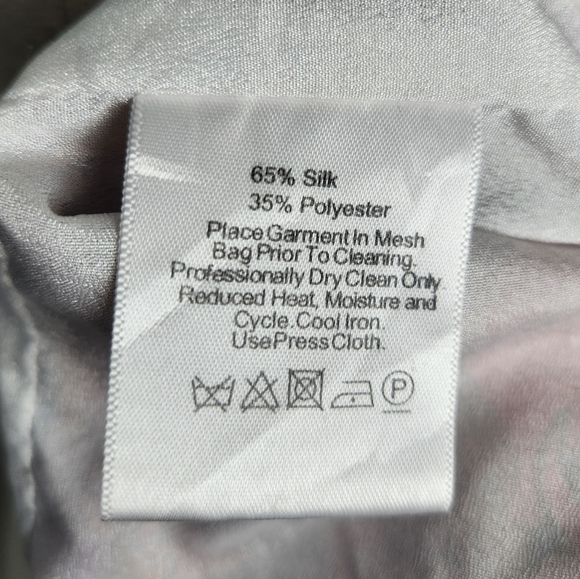 65% Silk
35% Polyester
Place Garment In Mesh
Bag Prior To Cleaning.
Professionally Dry Clean Only
Reduced Heat, Moisture and
Cycle. Cool Iron.
Use Press Cloth.
P